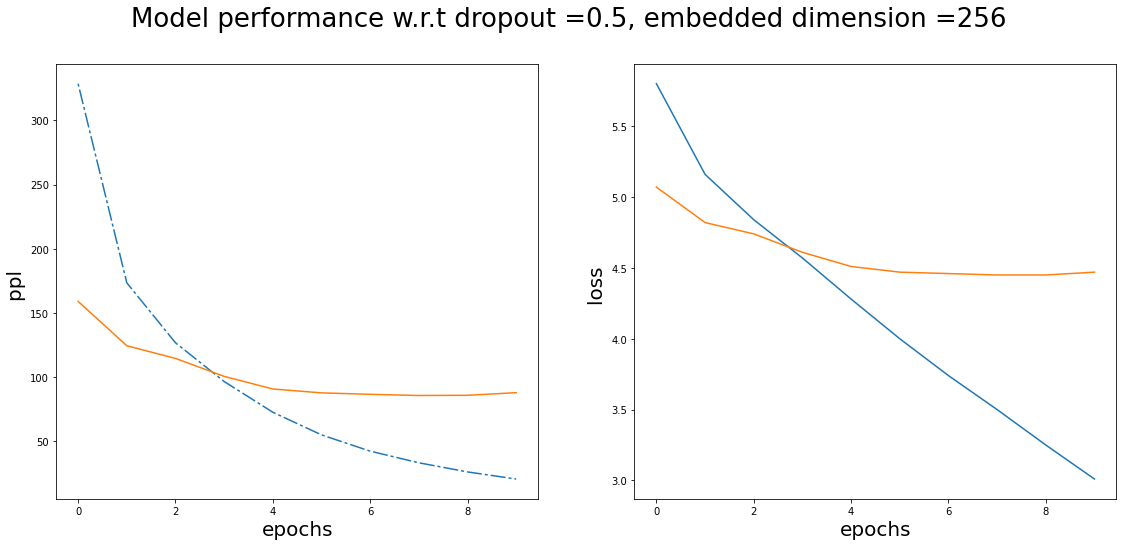 Model performance w.r.t dropout =0.5, embedded dimension =256
300
250
200
150
100
50
ppl
0 2 4 6 8
epochs
5.5
5.0
4.5
4.0
3.5
3.0
loss
0 2 4 6 8
epochs